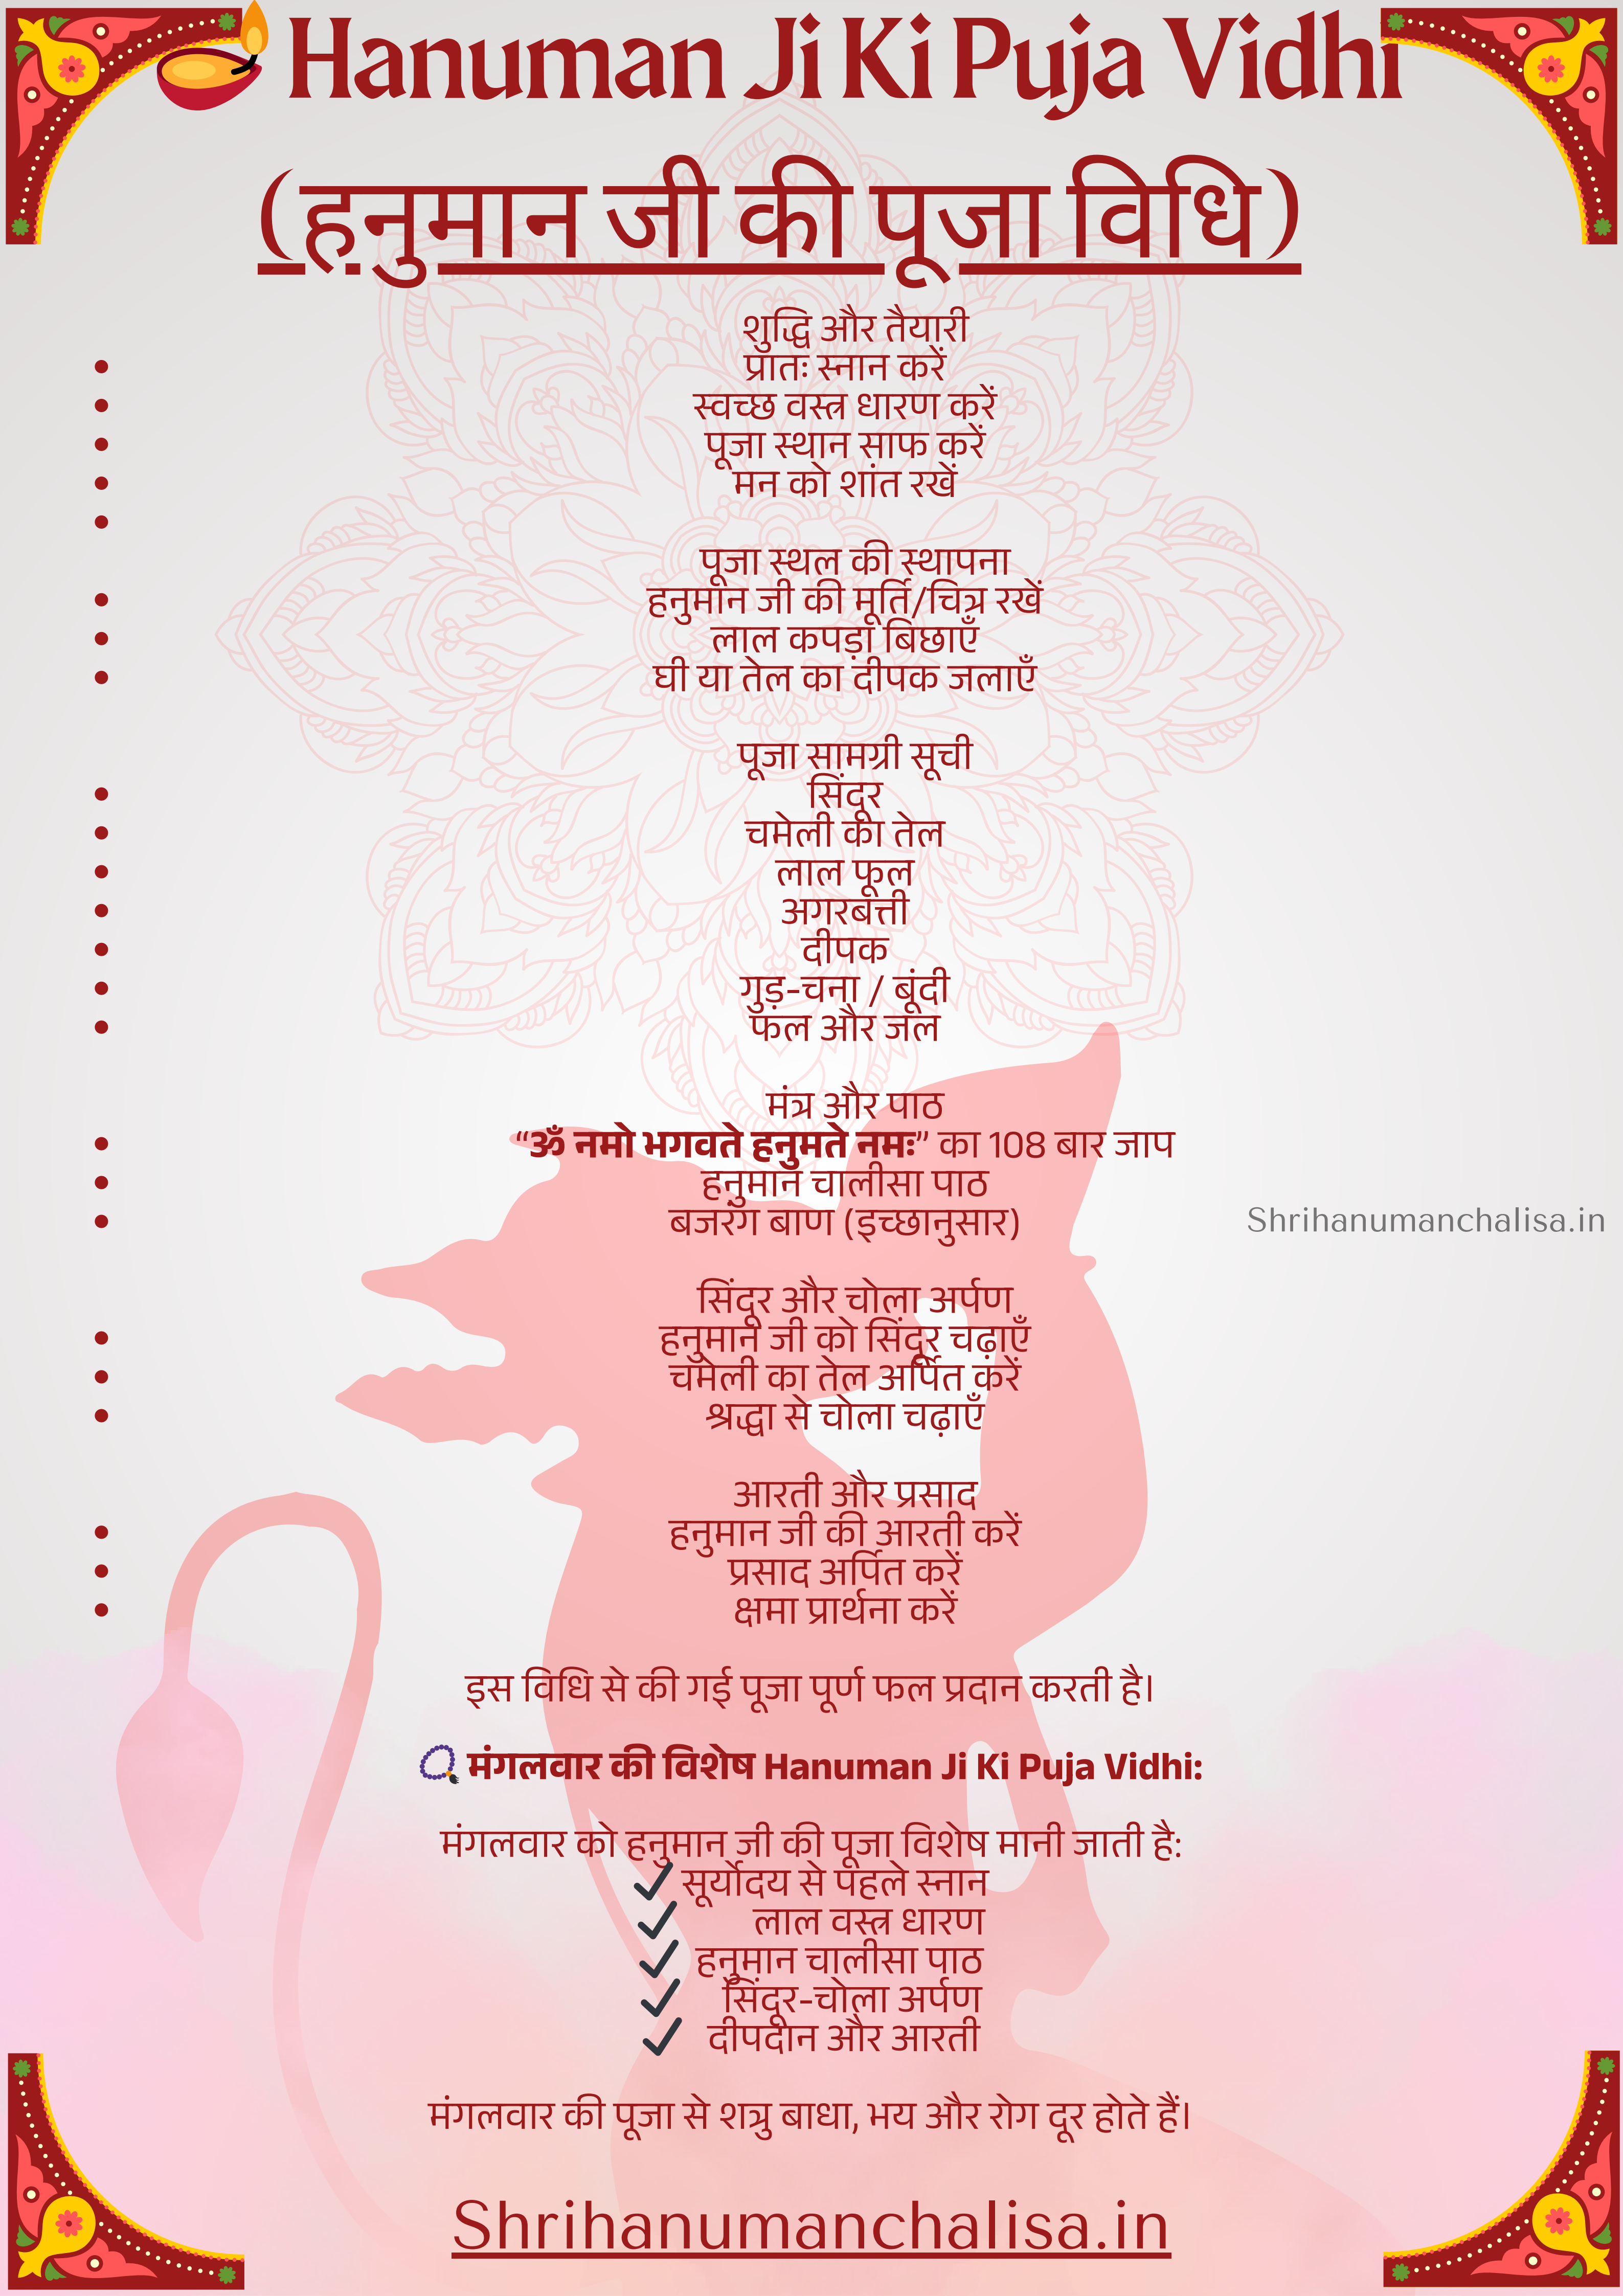 Hanuman Ji Ki Puja Vidhi
(हनुमान जी की पूजा विधि)
शुद्धि और तैयारी
• प्रातः स्नान करें
• स्वच्छ वस्त्र धारण करें
• पूजा स्थान साफ करें
• मन को शांत रखें
•
पूजा स्थल की स्थापना
• हनुमान जी की मूर्ति/चित्र रखें
• लाल कपड़ा बिछाएँ
• घी या तेल का दीपक जलाएँ
पूजा सामग्री सूची
• सिंदूर
• चमेली का तेल
• लाल फूल
• अगरबत्ती
• दीपक
• गुड़-चना / बूंदी
• फल और जल
मंत्र और पाठ
• “ॐ नमो भगवते हनुमते नमः” का 108 बार जाप
• हनुमान चालीसा पाठ
• बजरंग बाण (इच्छानुसार)
Shrihanumanchalisa.in
सिंदूर और चोला अर्पण
• हनुमान जी को सिंदूर चढ़ाएँ
• चमेली का तेल अर्पित करें
• श्रद्धा से चोला चढ़ाएँ
आरती और प्रसाद
• हनुमान जी की आरती करें
• प्रसाद अर्पित करें
• क्षमा प्रार्थना करें
इस विधि से की गई पूजा पूर्ण फल प्रदान करती है।
📿 मंगलवार की विशेष Hanuman Ji Ki Puja Vidhi:
मंगलवार को हनुमान जी की पूजा विशेष मानी जाती है:
✔ सूर्योदय से पहले स्नान
✔ लाल वस्त्र धारण
✔ हनुमान चालीसा पाठ
✔ सिंदूर-चोला अर्पण
✔ दीपदान और आरती
मंगलवार की पूजा से शत्रु बाधा, भय और रोग दूर होते हैं।
Shrihanumanchalisa.in